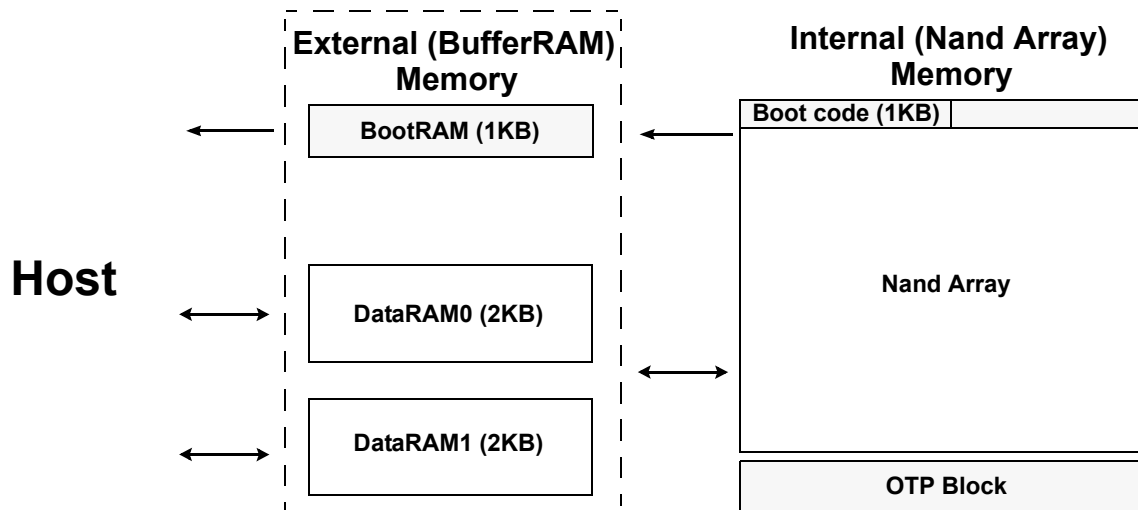 External (BufferRAM)
Memory
Internal (Nand Array)
Memory
BootRAM (1KB)
Boot code (1KB)
Host
DataRAM0 (2KB)
Nand Array
DataRAM1 (2KB)
OTP Block